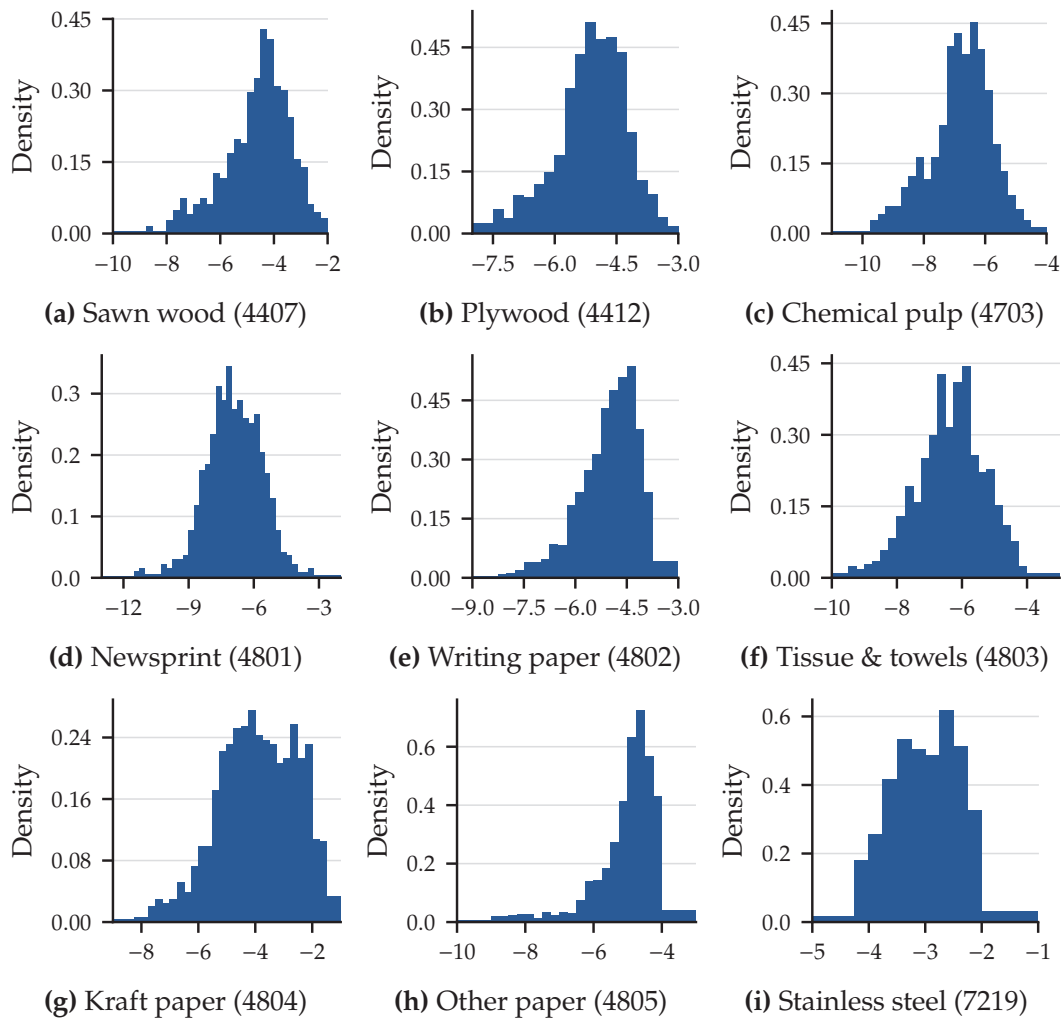 0.45
0.30
0.15
0.00
Density
−10 −8 −6 −4 −2
(a) Sawn wood (4407)
0.45
0.30
0.15
0.00
Density
−7.5 −6.0 −4.5 −3.0
(b) Plywood (4412)
0.45
0.30
0.15
0.00
Density
−10 −8 −6 −4
(c) Chemical pulp (4703)
0.3
0.2
0.1
0.0
Density
−12 −9 −6 −3
(d) Newsprint (4801)
0.45
0.30
0.15
0.00
Density
−9.0 −7.5 −6.0 −4.5 −3.0
(e) Writing paper (4802)
0.45
0.30
0.15
0.00
Density
−10 −8 −6 −4
(f) Tissue & towels (4803)
0.24
0.16
0.08
0.00
Density
−8 −6 −4 −2
(g) Kraft paper (4804)
0.6
0.4
0.2
0.0
Density
−10 −8 −6 −4
(h) Other paper (4805)
0.6
0.4
0.2
0.0
Density
−5 −4 −3 −2 −1
(i) Stainless steel (7219)